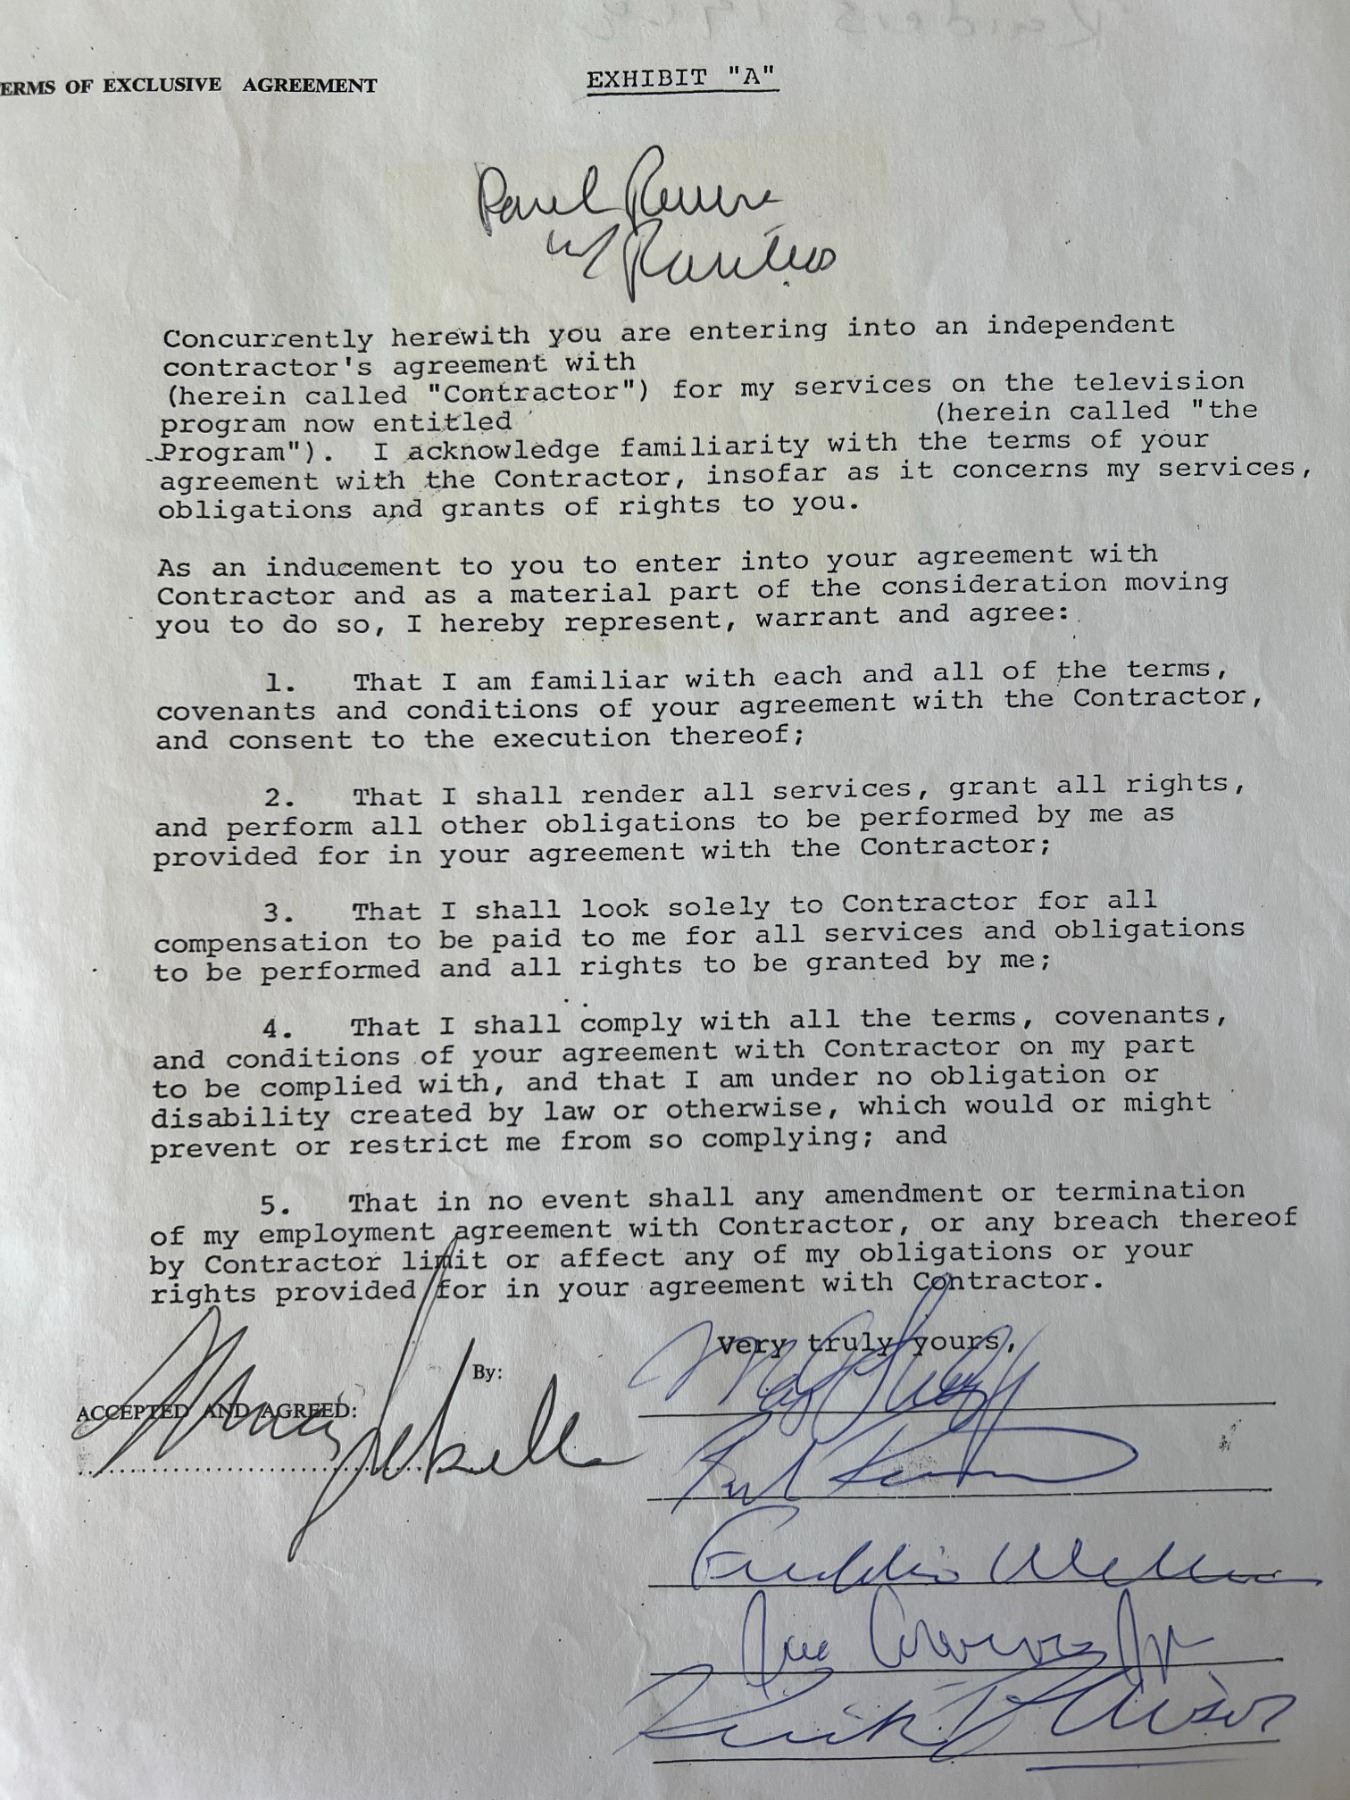 ERMS OF EXCLUSIVE AGREEMENT
EXHIBIT "A"
Paul Revere
w/ Raiders
Concurrently herewith you are entering into an independent
contractor's agreement with
(herein called "Contractor") for my services on the television
program now entitled (herein called "the
Program"). I acknowledge familiarity with the terms of your
agreement with the Contractor, insofar as it concerns my services,
obligations and grants of rights to you.
As an inducement to you to enter into your agreement with
Contractor and as a material part of the consideration moving
you to do so, I hereby represent, warrant and agree:
1. That I am familiar with each and all of the terms,
covenants and conditions of your agreement with the Contractor,
and consent to the execution thereof;
2. That I shall render all services, grant all rights,
and perform all other obligations to be performed by me as
provided for in your agreement with the Contractor;
3. That I shall look solely to Contractor for all
compensation to be paid to me for all services and obligations
to be performed and all rights to be granted by me;
4. That I shall comply with all the terms, covenants,
and conditions of your agreement with Contractor on my part
to be complied with, and that I am under no obligation or
disability created by law or otherwise, which would or might
prevent or restrict me from so complying; and
5. That in no event shall any amendment or termination
of my employment agreement with Contractor, or any breach thereof
by Contractor limit or affect any of my obligations or your
rights provided for in your agreement with Contractor.
Very truly yours,
By:
ACCEPTED AND AGREED:
Freddie Weller
Joe Correro Jr